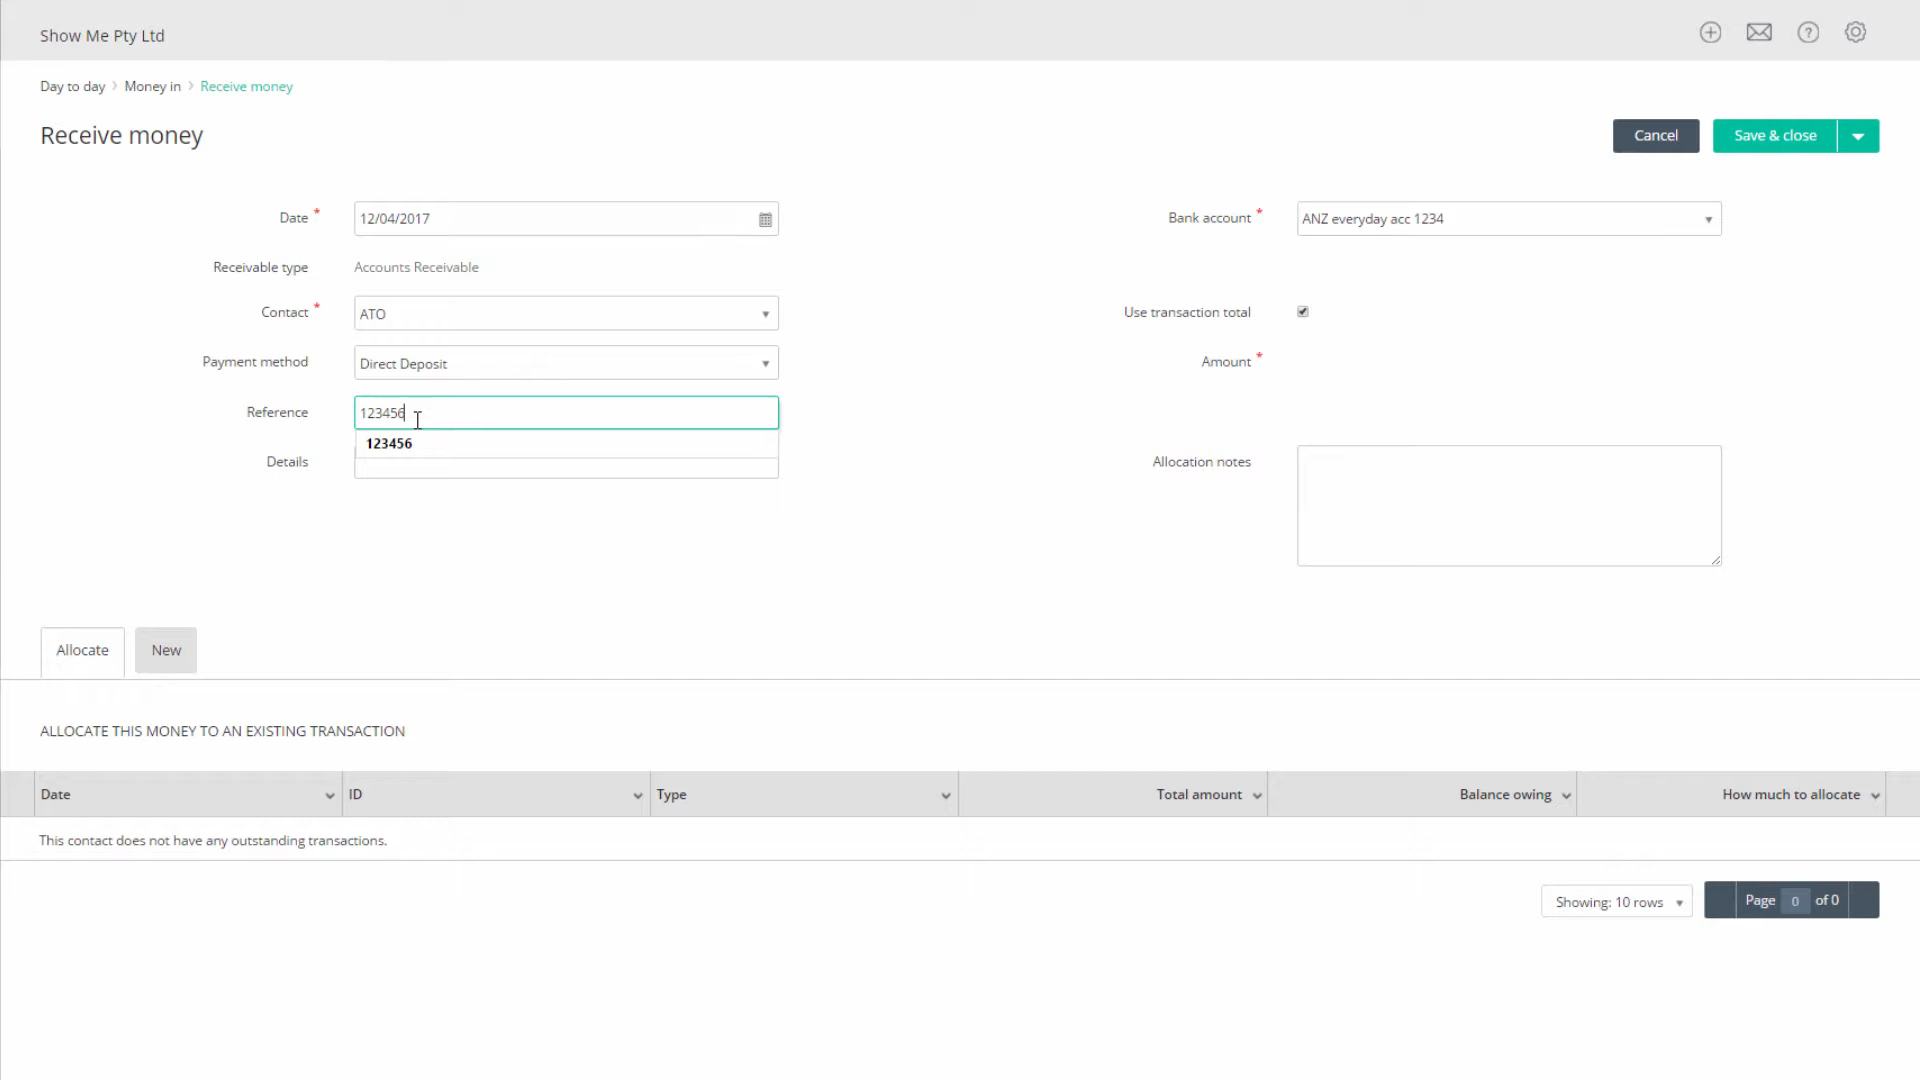 Show Me Pty Ltd
Day to day > Money in > Receive money
Receive money
Cancel
Save & close
Date *
12/04/2017
Bank account *
ANZ everyday acc 1234
Receivable type
Accounts Receivable
Contact *
ATO
Use transaction total
Payment method
Direct Deposit
Amount *
Reference
123456
123456
Details
Allocation notes
Allocate
New
ALLOCATE THIS MONEY TO AN EXISTING TRANSACTION
Date ID Type Total amount Balance owing How much to allocate
This contact does not have any outstanding transactions.
Showing: 10 rows
Page 0 of 0